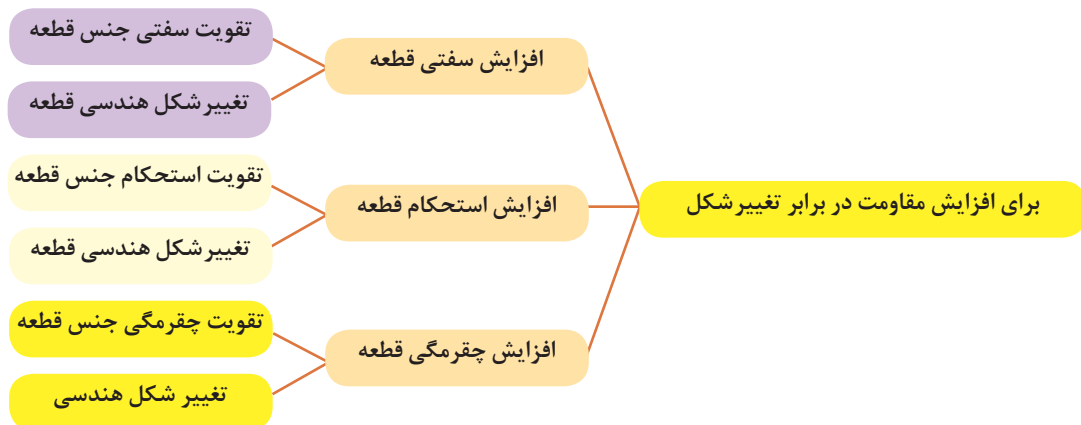 برای افزایش مقاومت در برابر تغییرشکل
افزایش سفتی قطعه
تقویت سفتی جنس قطعه
تغییرشکل هندسی قطعه
افزایش استحکام قطعه
تقویت استحکام جنس قطعه
تغییرشکل هندسی قطعه
افزایش چقرمگی قطعه
تقویت چقرمگی جنس قطعه
تغییر شکل هندسی